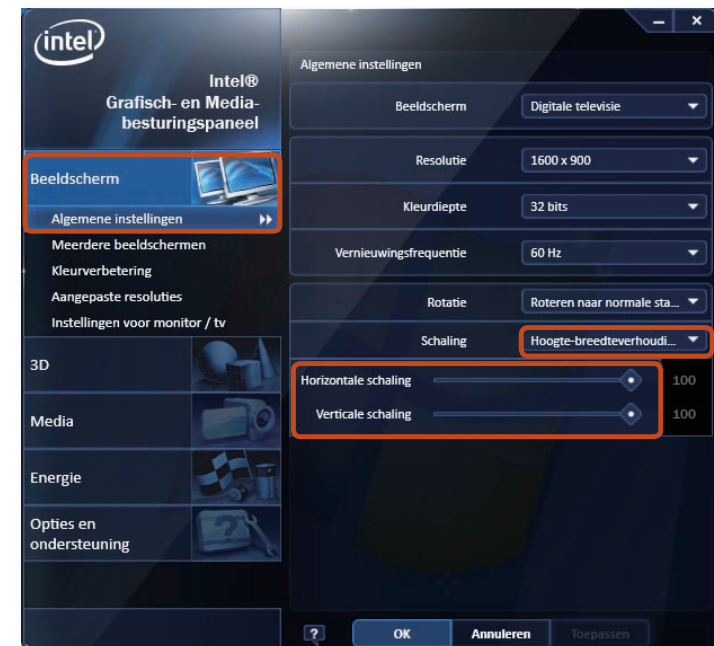 intel
Intel®
Grafisch- en Media-
besturingspaneel
Beeldscherm
Algemene instellingen
Meerdere beeldschermen
Kleurverbetering
Aangepaste resoluties
Instellingen voor monitor / tv
3D
Media
Energie
Opties en
ondersteuning
Algemene instellingen
Beeldscherm Digitale televisie
Resolutie 1600 x 900
Kleurdiepte 32 bits
Vernieuwingsfrequentie 60 Hz
Rotatie Roteren naar normale sta...
Schaling Hoogte-breedteverhoudi...
Horizontale schaling 100
Verticale schaling 100
? OK Annuleren Toepassen